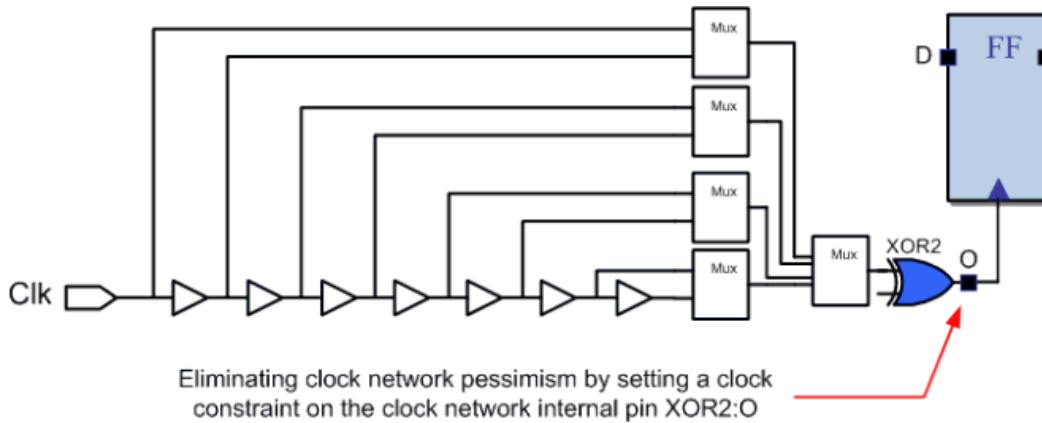 Mux
D
FF
Mux
Mux
Mux
Mux
XOR2
O
Clk
Eliminating clock network pessimism by setting a clock
constraint on the clock network internal pin XOR2:O